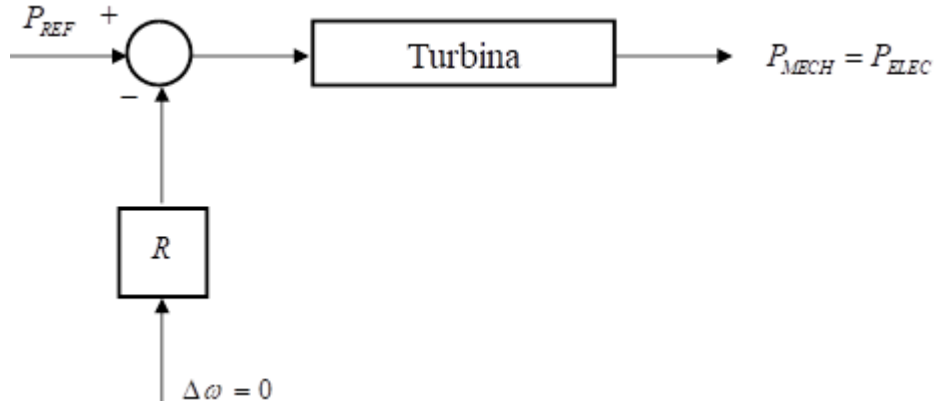 P_REF +
Turbina
P_MECH = P_ELEC
−
R
Δω = 0